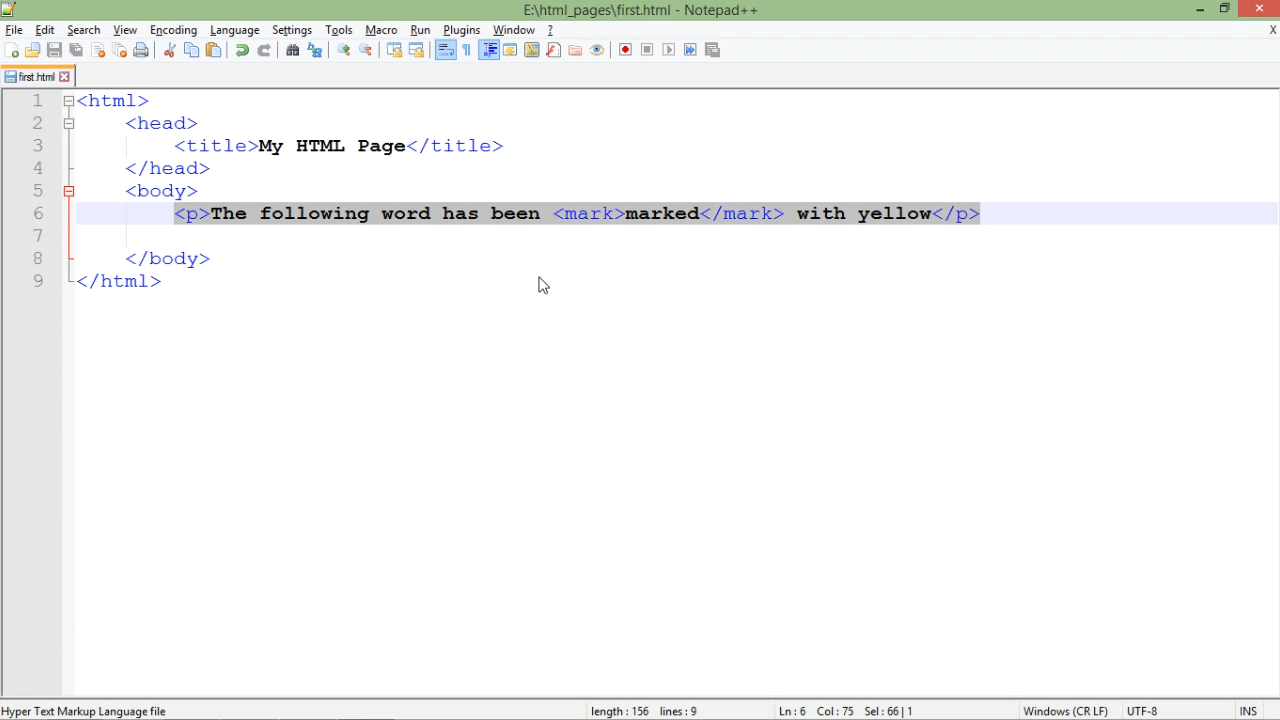 E:\html_pages\first.html - Notepad++
File Edit Search View Encoding Language Settings Tools Macro Run Plugins Window ? X
first.html
1 <html>
2 <head>
3 <title>My HTML Page</title>
4 </head>
5 <body>
6 <p>The following word has been <mark>marked</mark> with yellow</p>
7
8 </body>
9 </html>
Hyper Text Markup Language file length : 156 lines : 9 Ln : 6 Col : 75 Sel : 66 | 1 Windows (CR LF) UTF-8 INS